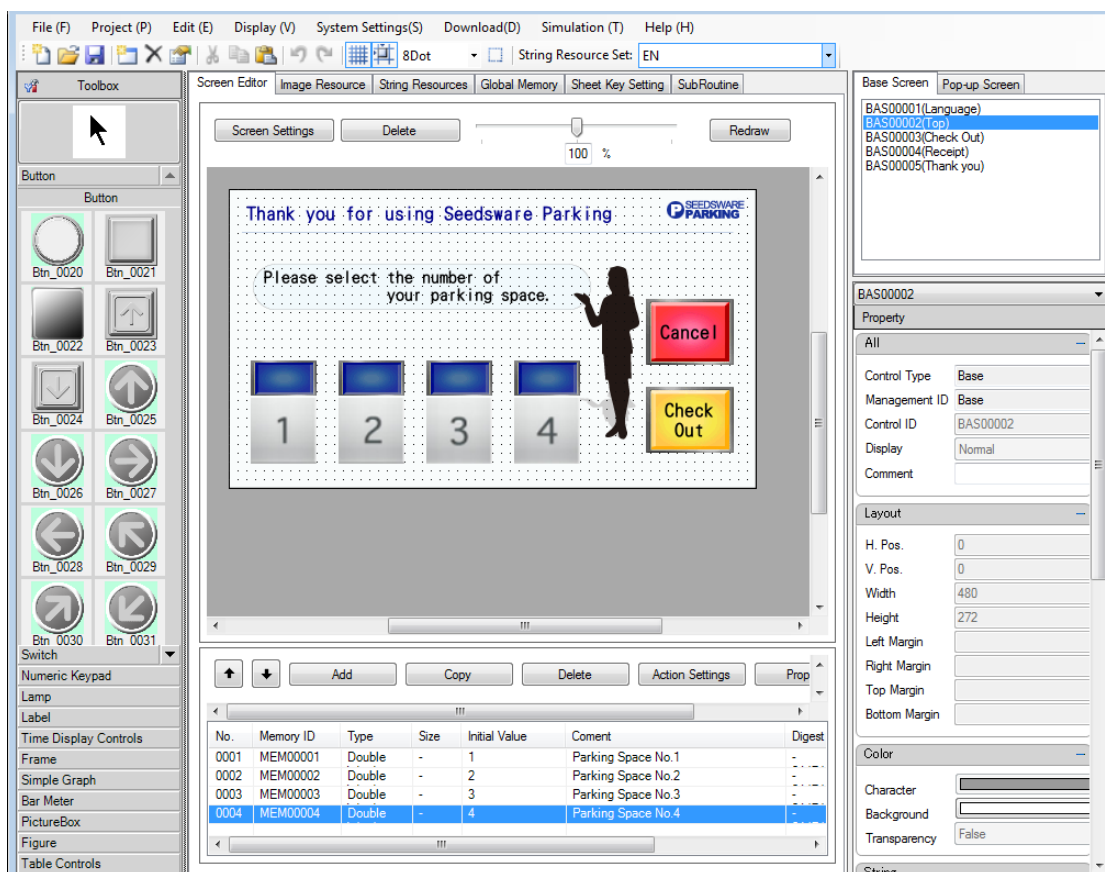 File (F) Project (P) Edit (E) Display (V) System Settings(S) Download(D) Simulation (T) Help (H)
8Dot String Resource Set: EN
Toolbox
Button
Button
Btn_0020 Btn_0021
Btn_0022 Btn_0023
Btn_0024 Btn_0025
Btn_0026 Btn_0027
Btn_0028 Btn_0029
Btn_0030 Btn_0031
Switch
Numeric Keypad
Lamp
Label
Time Display Controls
Frame
Simple Graph
Bar Meter
PictureBox
Figure
Table Controls
Screen Editor Image Resource String Resources Global Memory Sheet Key Setting SubRoutine
Screen Settings Delete Redraw
100 %
Thank you for using Seedsware Parking
P SEEDSWARE
PARKING
Please select the number of
your parking space.
Cancel
Check
Out
1 2 3 4
Add Copy Delete Action Settings Prop
No. Memory ID Type Size Initial Value Coment Digest
0001 MEM00001 Double - 1 Parking Space No.1 -
0002 MEM00002 Double - 2 Parking Space No.2 -
0003 MEM00003 Double - 3 Parking Space No.3 -
0004 MEM00004 Double - 4 Parking Space No.4 -
Base Screen Pop-up Screen
BAS00001(Language)
BAS00002(Top)
BAS00003(Check Out)
BAS00004(Receipt)
BAS00005(Thank you)
BAS00002
Property
All
Control Type Base
Management ID Base
Control ID BAS00002
Display Normal
Comment
Layout
H. Pos. 0
V. Pos. 0
Width 480
Height 272
Left Margin
Right Margin
Top Margin
Bottom Margin
Color
Character
Background
Transparency False
String